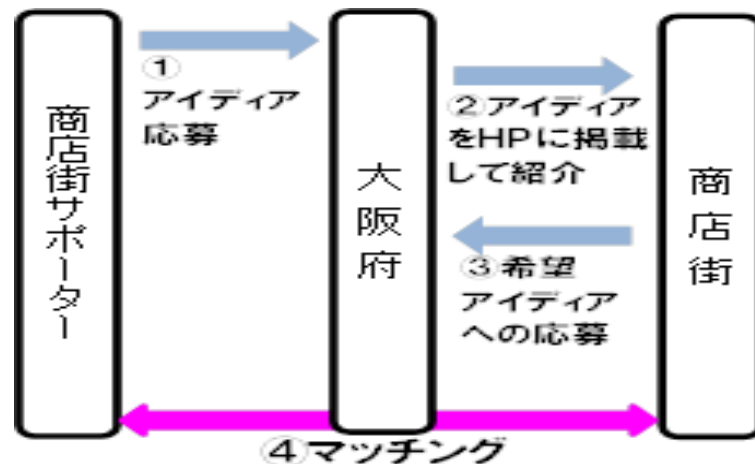 商店街サポーター
①
アイディア
応募
大阪府
②アイディア
をHPに掲載
して紹介
③希望
アイディア
への応募
商店街
④マッチング